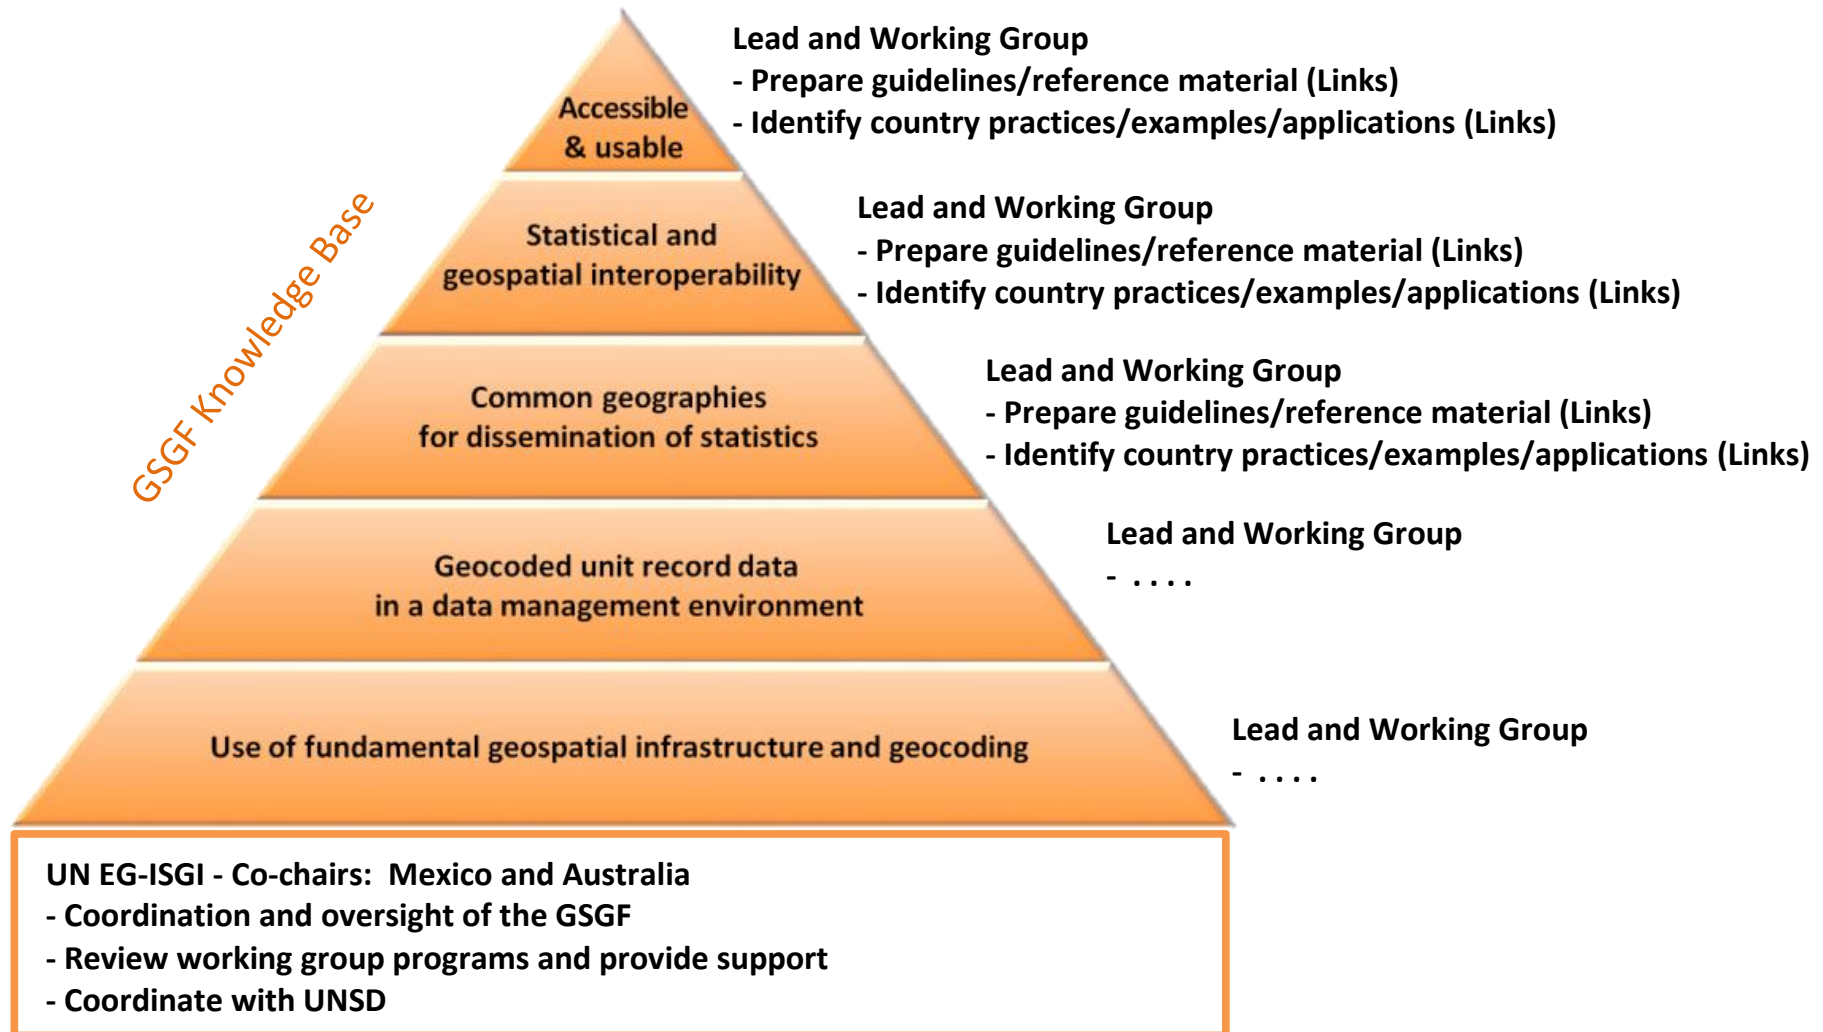 Lead and Working Group
- Prepare guidelines/reference material (Links)
- Identify country practices/examples/applications (Links)
Accessible
& usable
GSGF Knowledge Base
Lead and Working Group
- Prepare guidelines/reference material (Links)
- Identify country practices/examples/applications (Links)
Statistical and
geospatial interoperability
Lead and Working Group
- Prepare guidelines/reference material (Links)
- Identify country practices/examples/applications (Links)
Common geographies
for dissemination of statistics
Lead and Working Group
- . . . .
Geocoded unit record data
in a data management environment
Lead and Working Group
- . . . .
Use of fundamental geospatial infrastructure and geocoding
UN EG-ISGI - Co-chairs:  Mexico and Australia
- Coordination and oversight of the GSGF
- Review working group programs and provide support
- Coordinate with UNSD